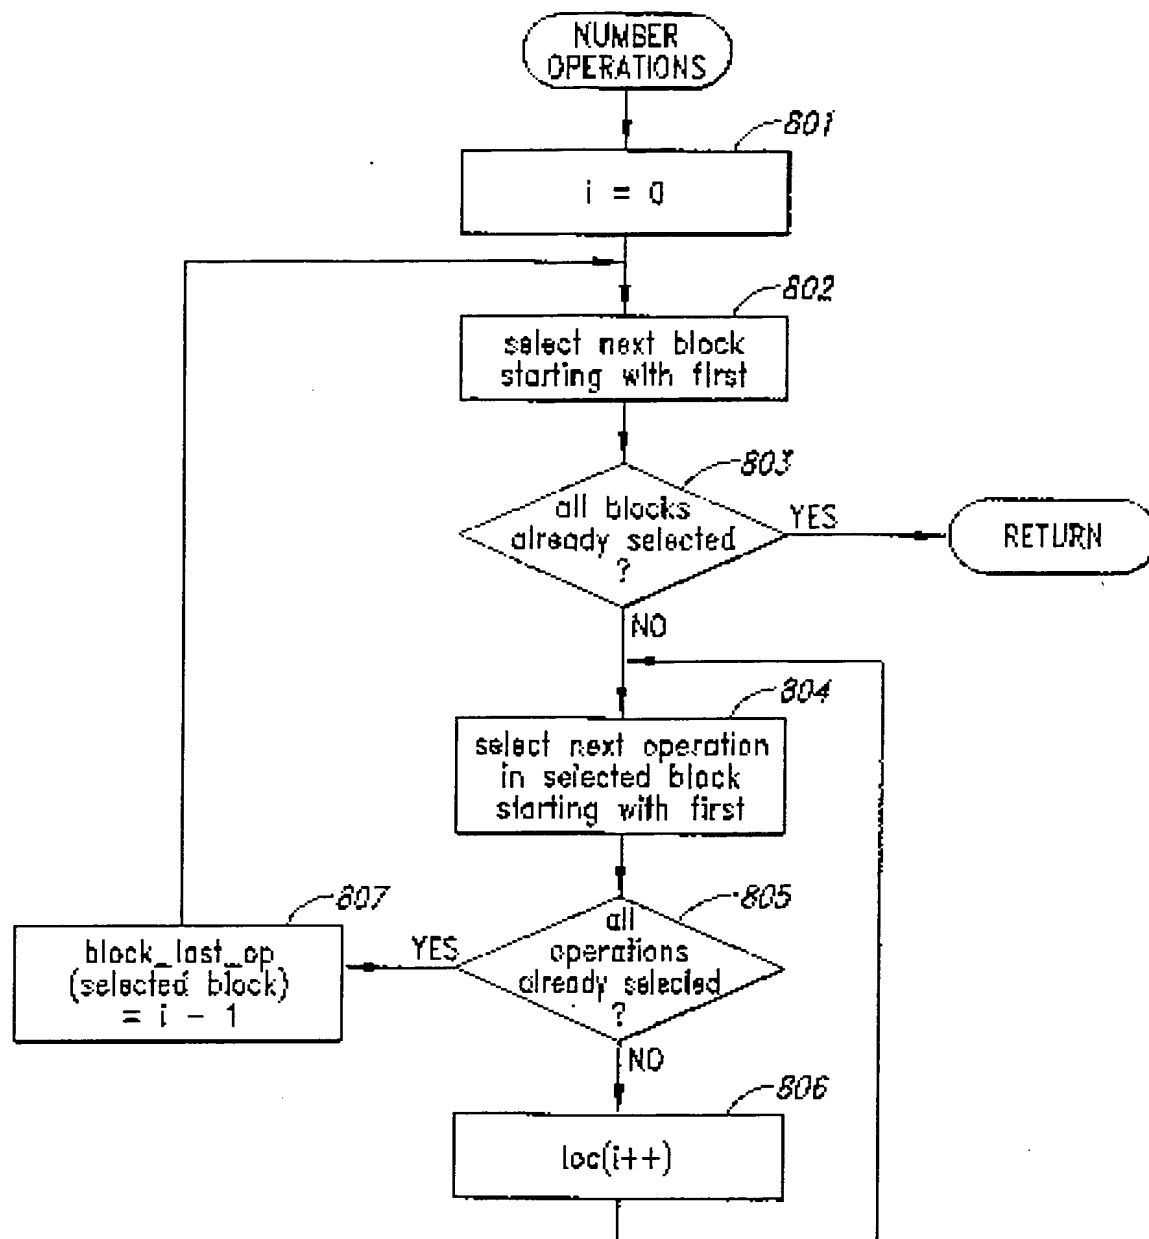 NUMBER
OPERATIONS
801
i = 0
802
select next block
starting with first
803
all blocks
already selected
?
YES
RETURN
NO
804
select next operation
in selected block
starting with first
805
all
operations
already selected
?
YES
807
block_last_op
(selected block)
= i - 1
NO
806
loc(i++)